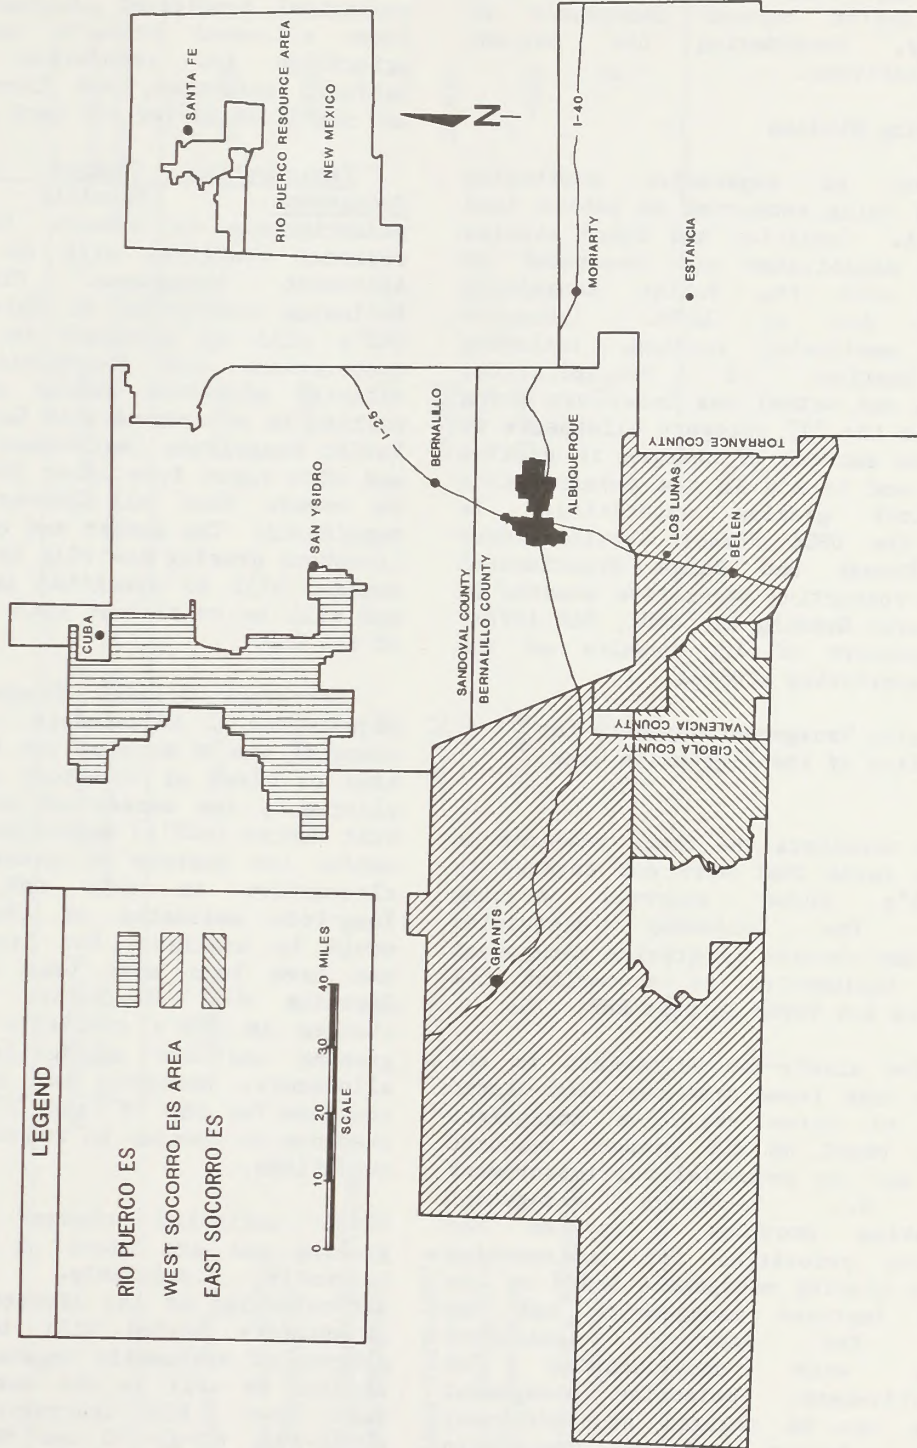 LEGEND
RIO PUERCO ES
WEST SOCORRO EIS AREA
EAST SOCORRO ES
0 10 20 30 40 MILES
SCALE
SANTA FE
RIO PUERCO RESOURCE AREA
NEW MEXICO
N
CUBA
SAN YSIDRO
I-25
BERNALILLO
SANDOVAL COUNTY
BERNALILLO COUNTY
ALBUQUERQUE
I-40
MORIARTY
ESTANCIA
GRANTS
CIBOLA COUNTY
VALENCIA COUNTY
LOS LUNAS
BELEN
TORRANCE COUNTY